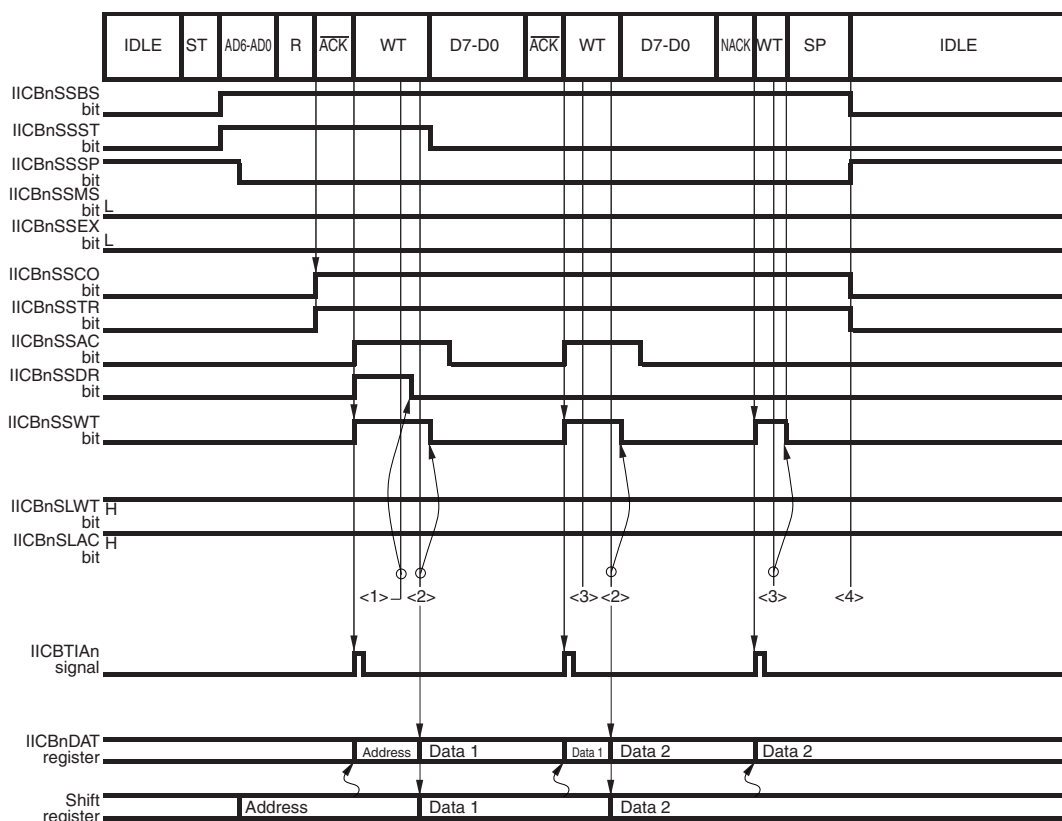 IDLE ST AD6-AD0 R ACK WT D7-D0 ACK WT D7-D0 NACK WT SP IDLE
IICBnSSBS
bit
IICBnSSST
bit
IICBnSSSP
bit
IICBnSSMS
bit L
IICBnSSEX
bit L
IICBnSSCO
bit
IICBnSSTR
bit
IICBnSSAC
bit
IICBnSSDR
bit
IICBnSSWT
bit
IICBnSLWT H
bit
IICBnSLAC H
bit
<1> <2> <3> <2> <3> <4>
IICBTIAn
signal
IICBnDAT
register
Address Data 1 Data 1 Data 2 Data 2
Shift
register
Address Data 1 Data 2